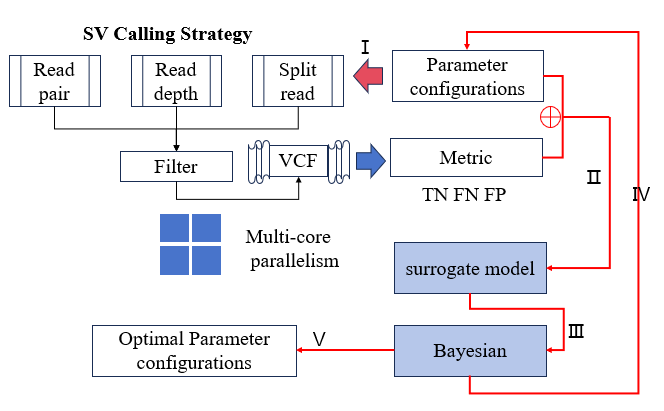 SV Calling Strategy
Ⅰ
Read
pair
Read
depth
Split
read
Parameter
configurations
Filter
VCF
Metric
TN FN FP
Ⅱ
Ⅳ
Multi-core
parallelism
surrogate model
Ⅲ
Optimal Parameter
configurations
Ⅴ
Bayesian